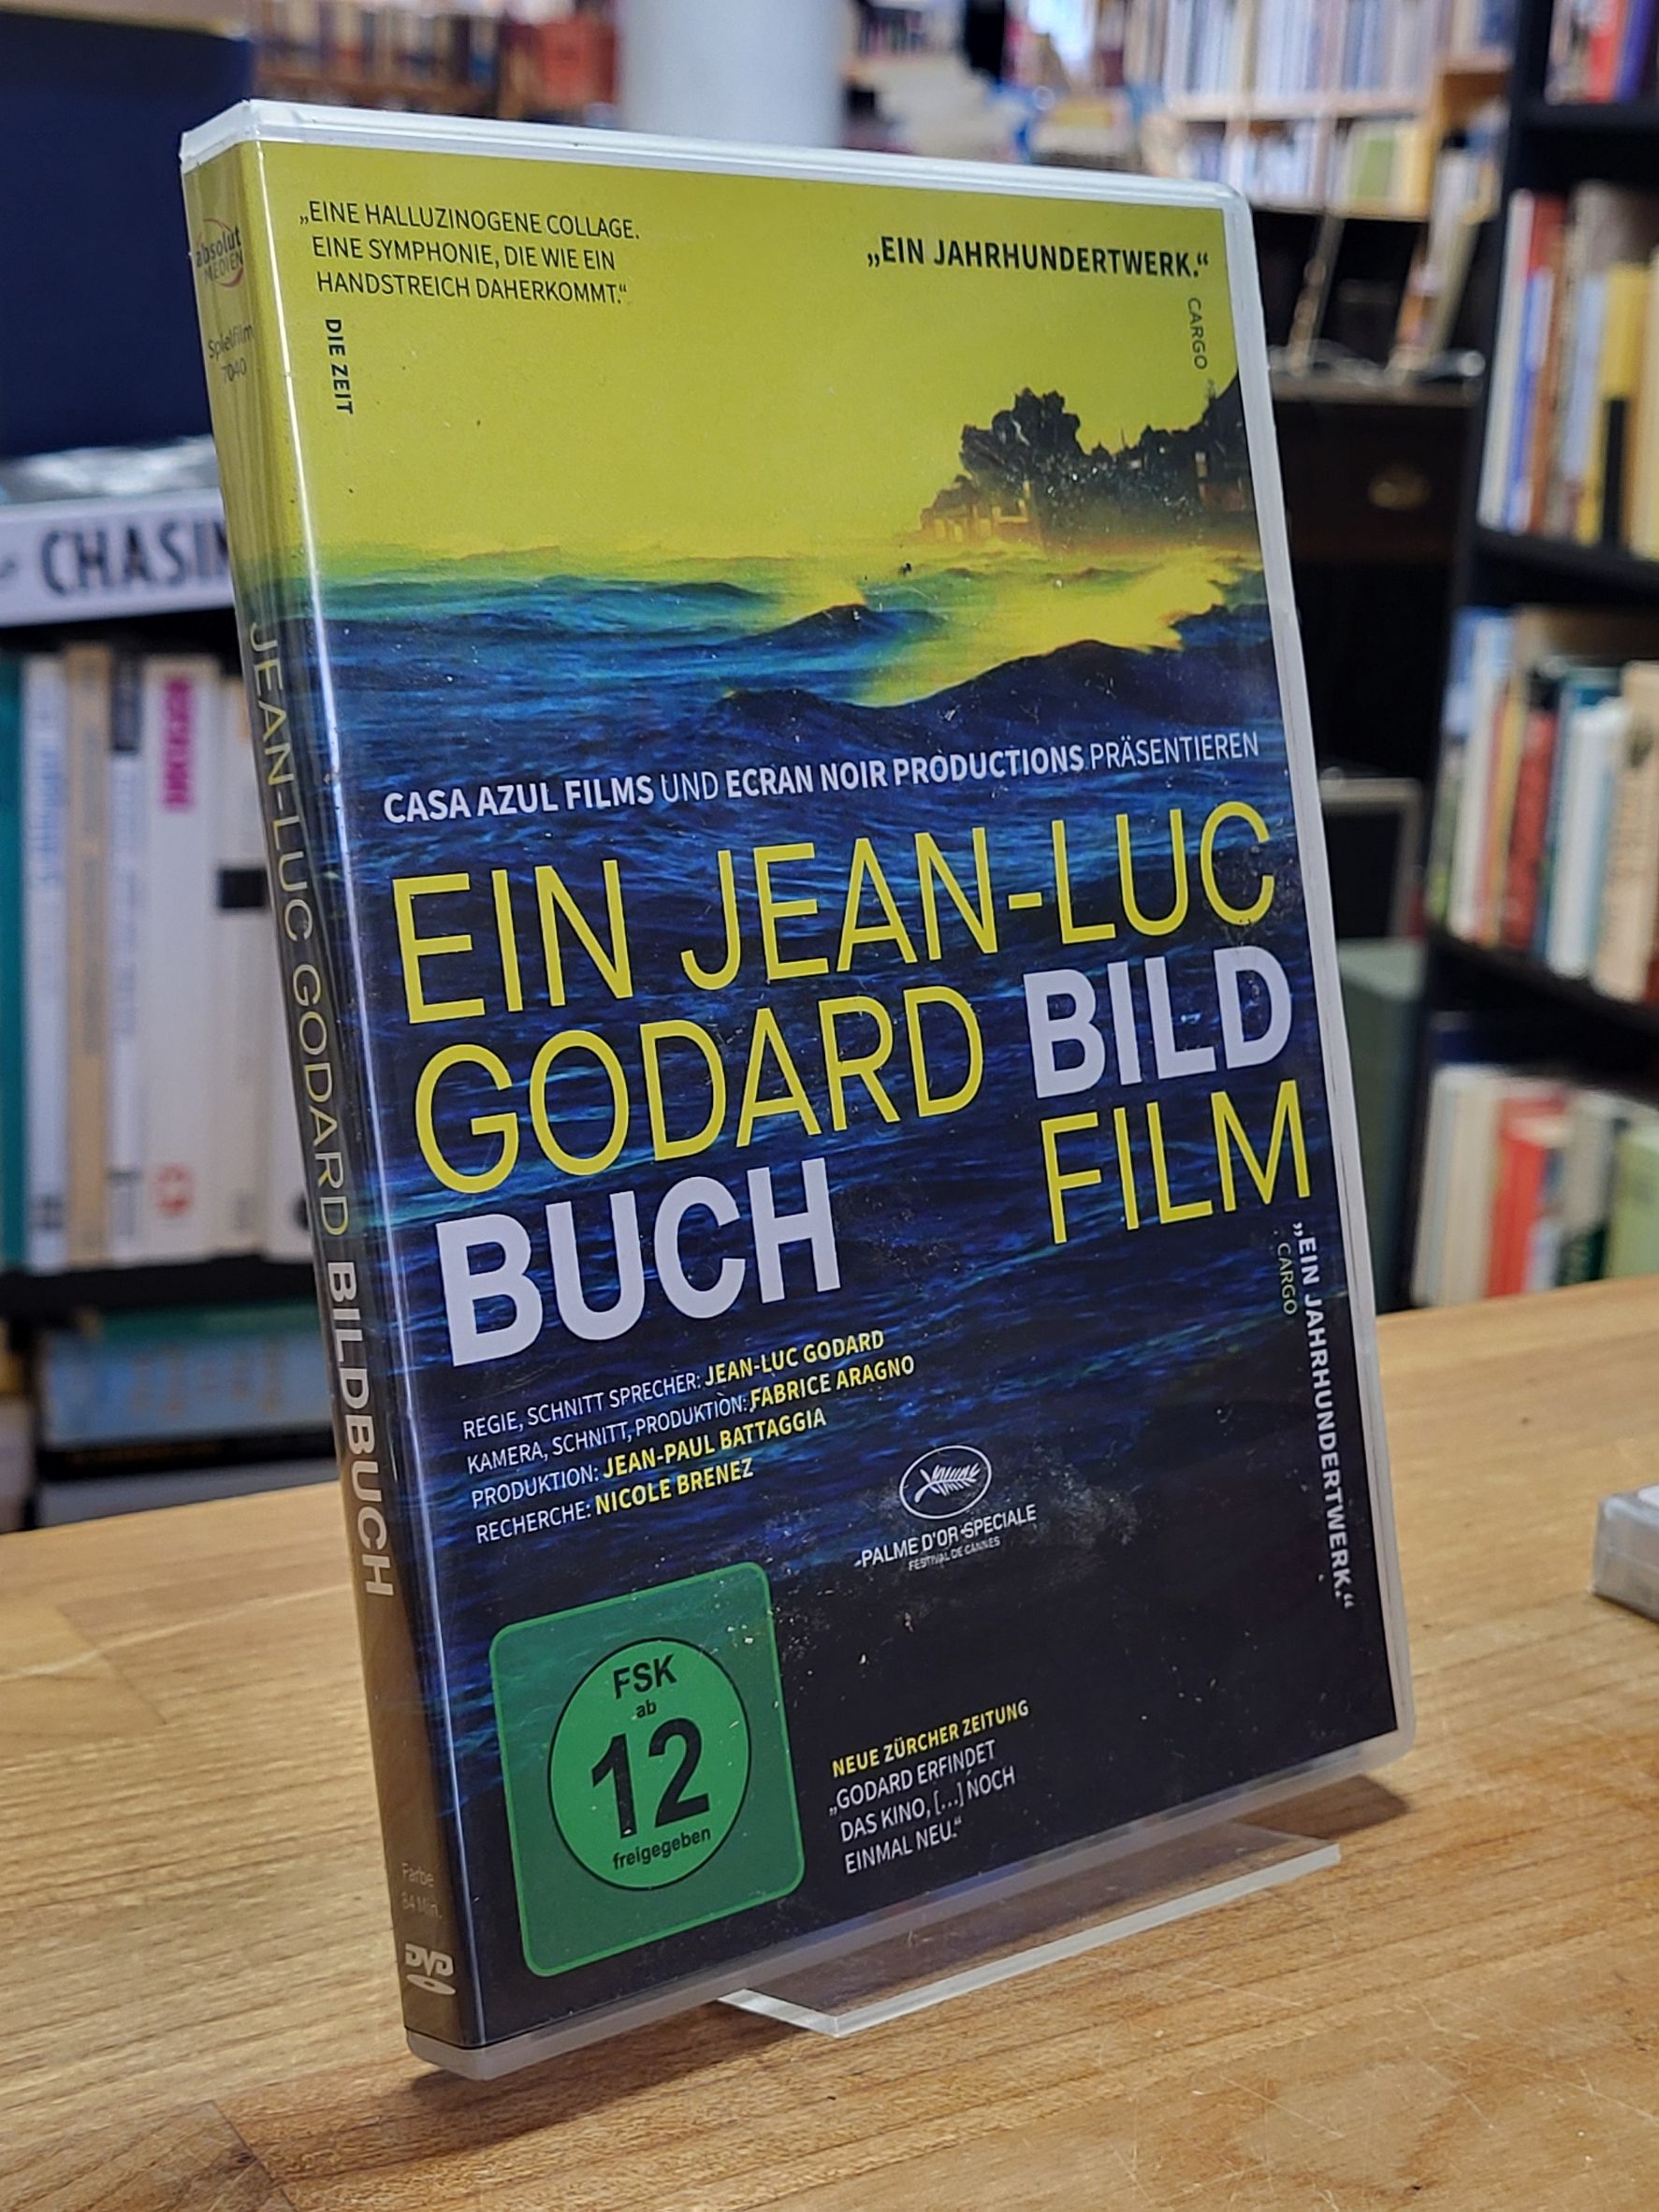 „EINE HALLUZINOGENE COLLAGE.
EINE SYMPHONIE, DIE WIE EIN
HANDSTREICH DAHERKOMMT.“
DIE ZEIT
„EIN JAHRHUNDERTWERK.“
CARGO
CASA AZUL FILMS UND ECRAN NOIR PRODUCTIONS PRÄSENTIEREN
EIN JEAN-LUC
GODARD BILD
BUCH FILM
„EIN JAHRHUNDERTWERK.“
CARGO
REGIE, SCHNITT SPRECHER: JEAN-LUC GODARD
KAMERA, SCHNITT, PRODUKTION: FABRICE ARAGNO
PRODUKTION: JEAN-PAUL BATTAGGIA
RECHERCHE: NICOLE BRENEZ
PALME D'OR SPECIALE
FESTIVAL DE CANNES
FSK
ab
12
freigegeben
NEUE ZÜRCHER ZEITUNG
„GODARD ERFINDET
DAS KINO, [...] NOCH
EINMAL NEU.“
absolut
MEDIEN
Spielfilm
7040
JEAN-LUC GODARD BILDBUCH
Farbe
84 Min.
DVD
CHASIN